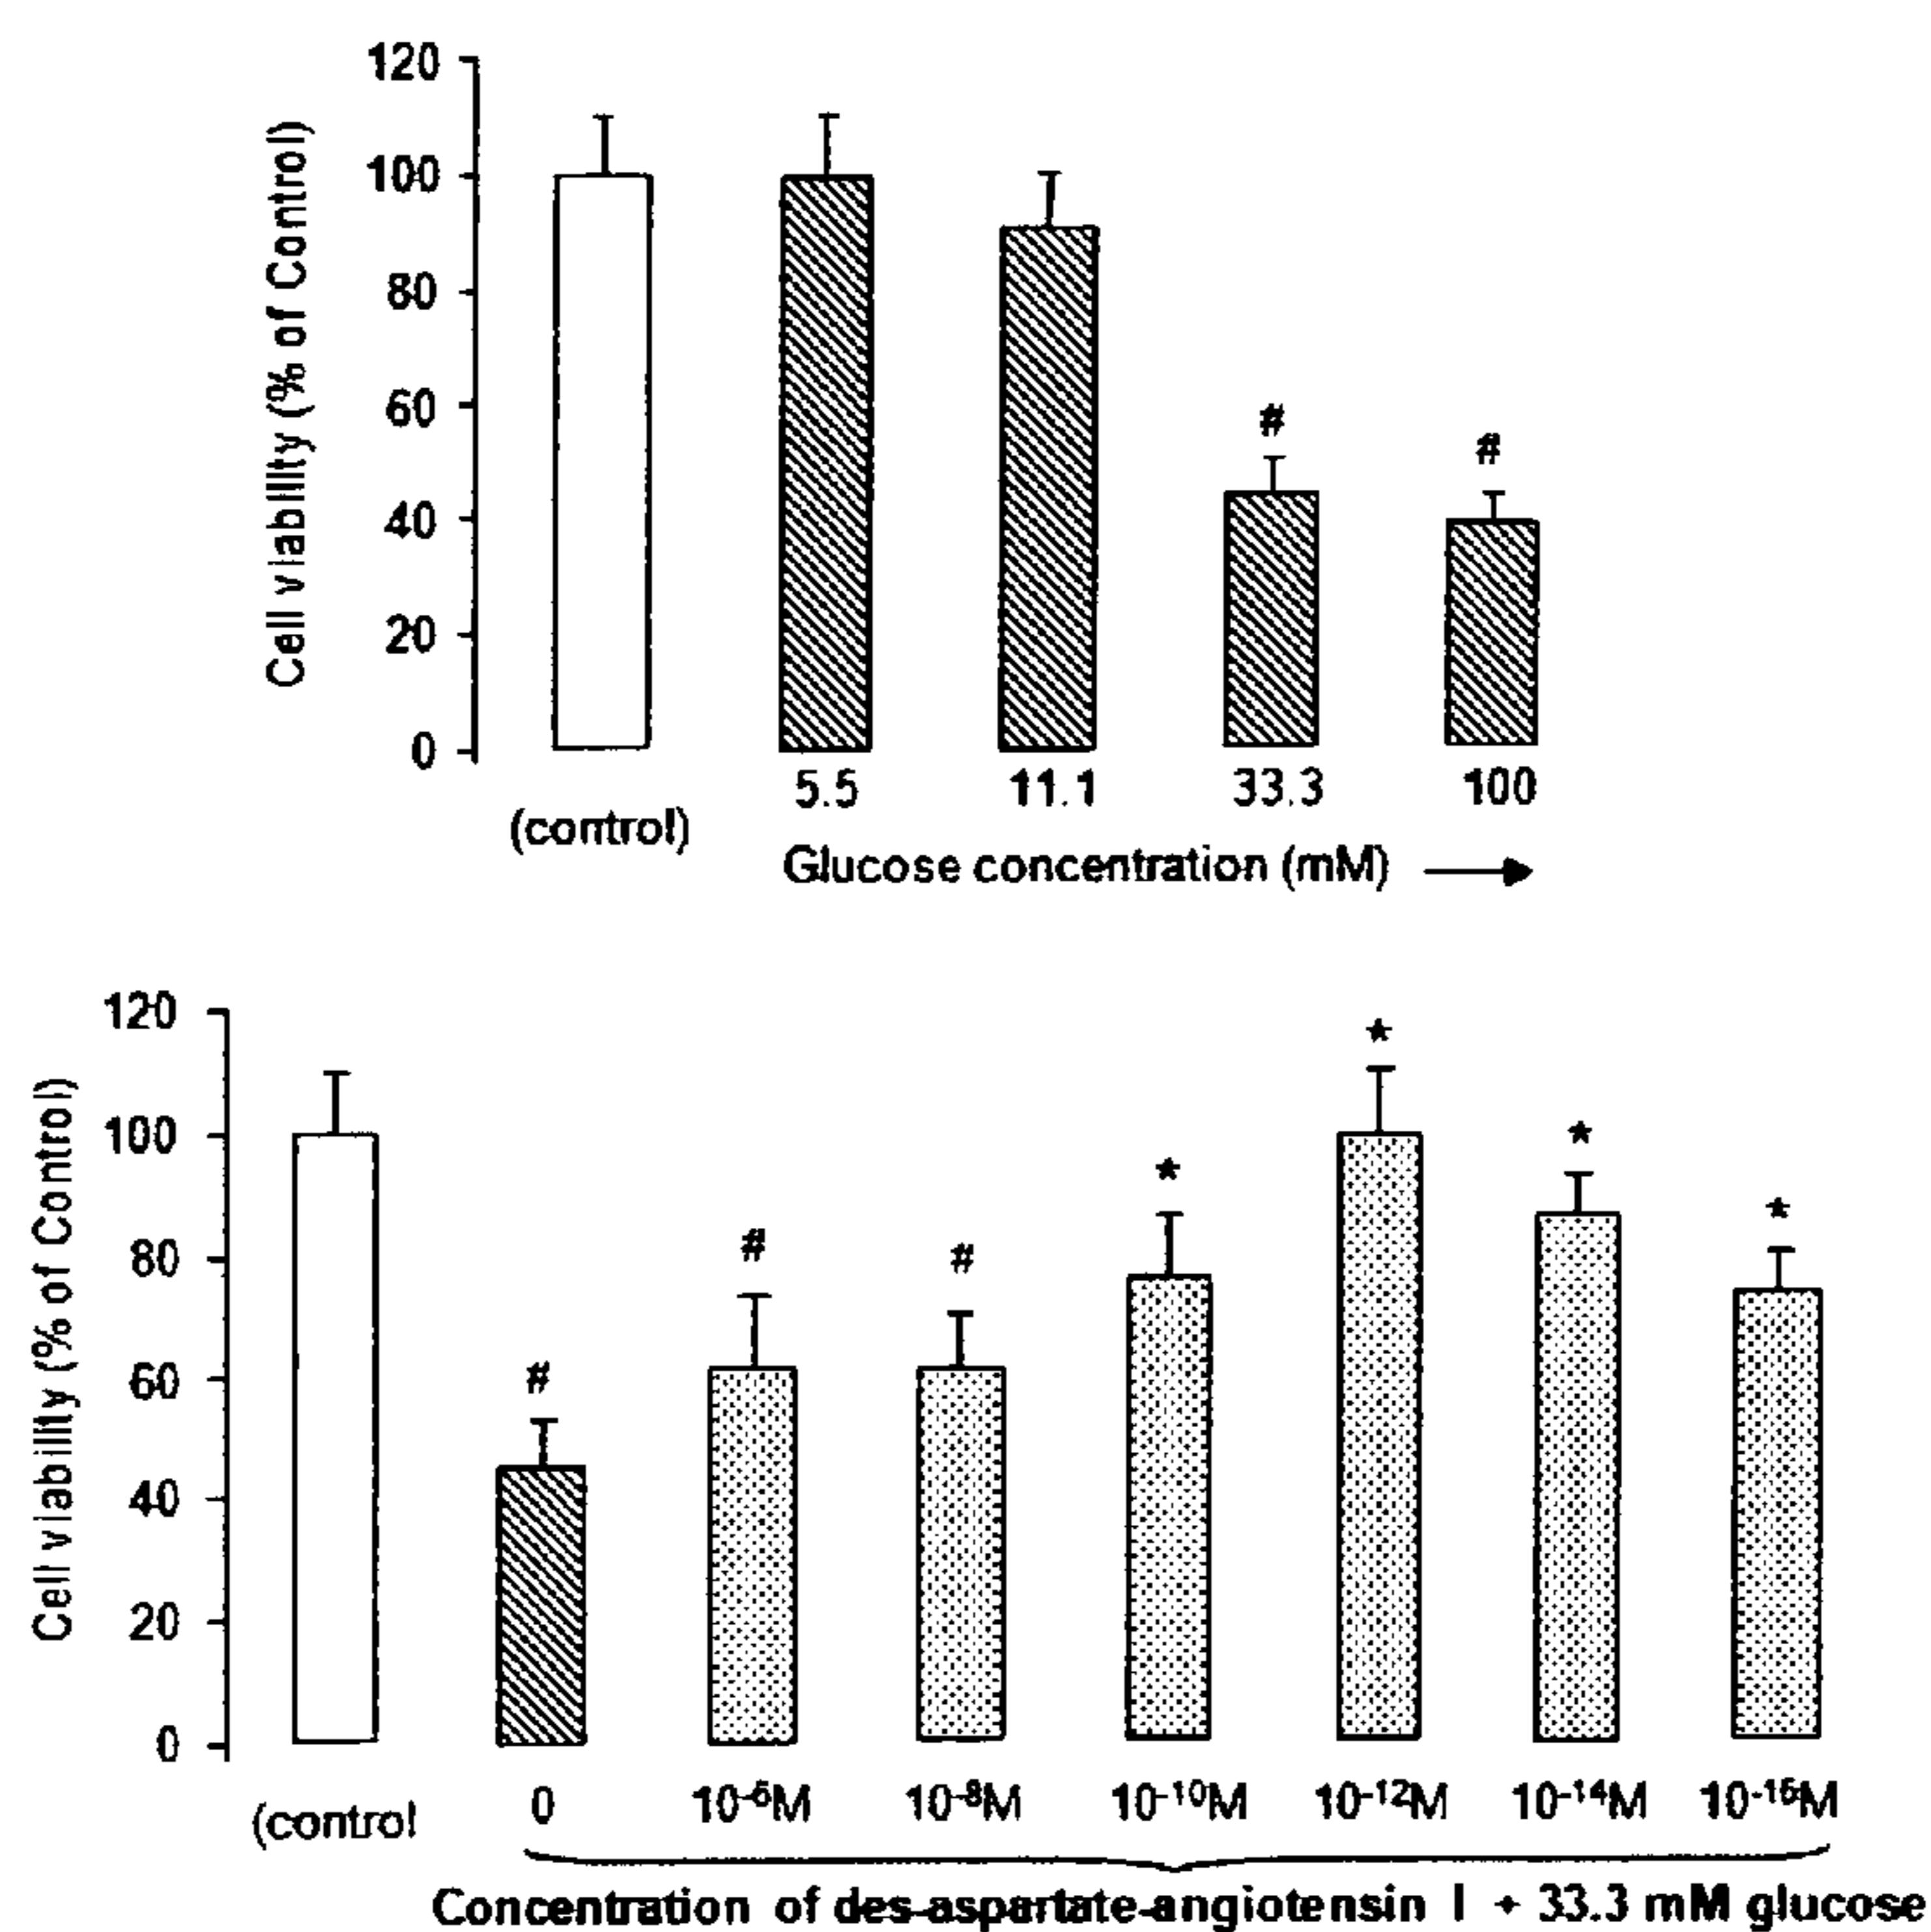 120
100
80
60
40
20
0
Cell viability (% of Control)
#
#
5.5 11.1 33.3 100
(control)
Glucose concentration (mM)
120
100
80
60
40
20
0
Cell viability (% of Control)
#
#
#
*
*
*
*
(control
0 10-6M 10-8M 10-10M 10-12M 10-14M
Concentration of des-aspartate-angiotensin I + 33.3 mM glucose